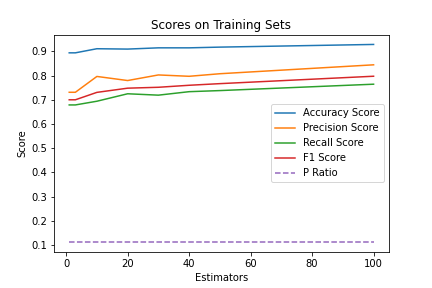 Scores on Training Sets
Score
0.9
0.8
0.7
0.6
0.5
0.4
0.3
0.2
0.1
Accuracy Score
Precision Score
Recall Score
F1 Score
P Ratio
0 20 40 60 80 100
Estimators